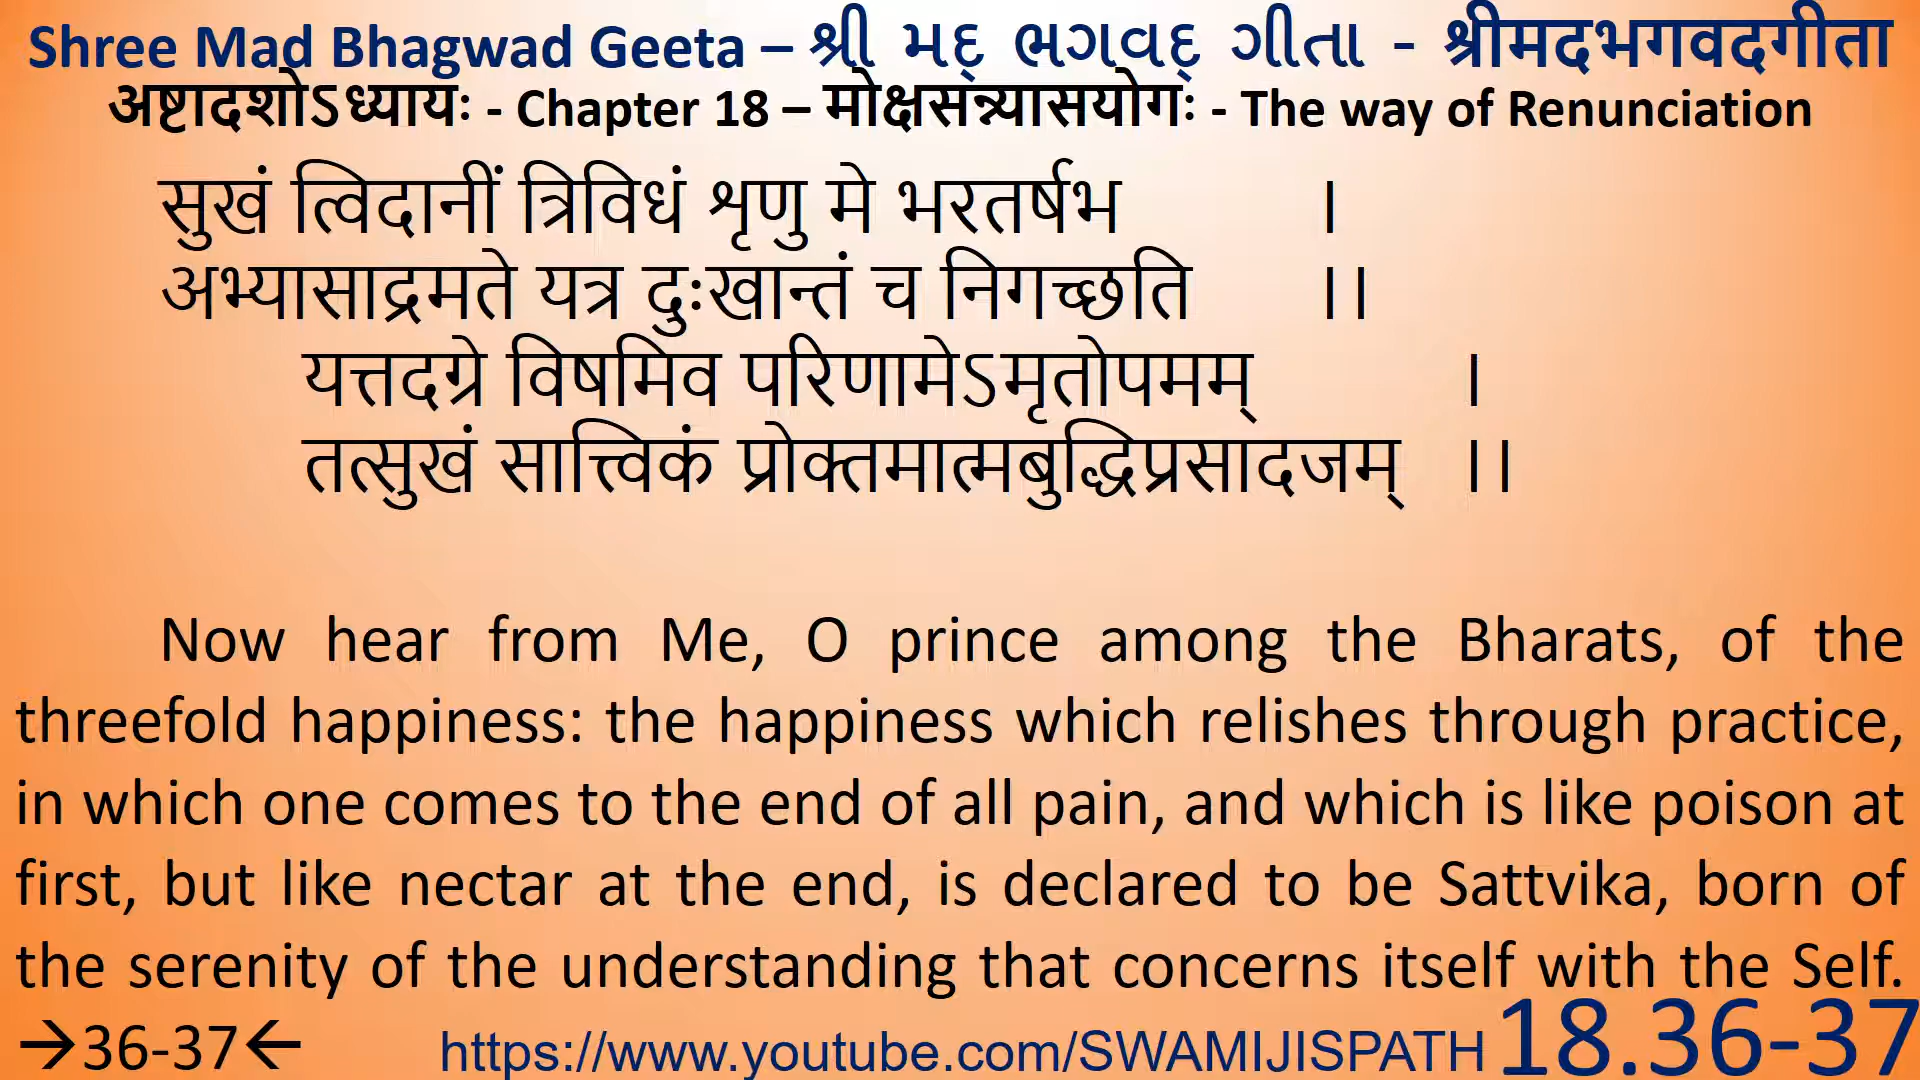 Shree Mad Bhagwad Geeta – શ્રી મદ્ ભગવદ્ ગીતા - श्रीमदभगवदगीता
अष्टादशोऽध्यायः - Chapter 18 – मोक्षसंन्यासयोगः - The way of Renunciation
सुखं त्विदानीं त्रिविधं शृणु मे भरतर्षभ ।
अभ्यासाद्रमते यत्र दुःखान्तं च निगच्छति ।।
यत्तदग्रे विषमिव परिणामेऽमृतोपमम् ।
तत्सुखं सात्त्विकं प्रोक्तमात्मबुद्धिप्रसादजम् ।।
Now hear from Me, O prince among the Bharats, of the
threefold happiness: the happiness which relishes through practice,
in which one comes to the end of all pain, and which is like poison at
first, but like nectar at the end, is declared to be Sattvika, born of
the serenity of the understanding that concerns itself with the Self.
→36-37← https://www.youtube.com/SWAMIJISPATH 18.36-37